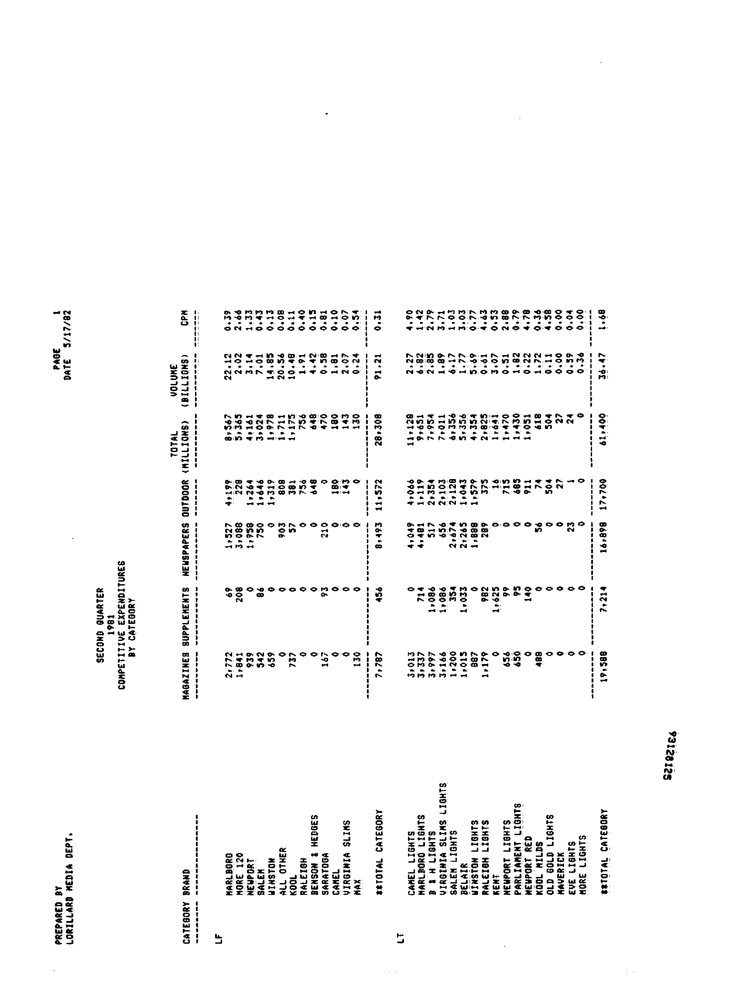 PREPARED BY PAGE 1
LORILLARD MEDIA DEPT. DATE 5/17/82
SECOND QUARTER
1981
COMPETITIVE EXPENDITURES
BY CATEGORY
TOTAL VOLUME
CATEGORY BRAND MAGAZINES SUPPLEMENTS NEWSPAPERS OUTDOOR (MILLIONS) (BILLIONS) CPM
LF
MARLBORO 2,772 69 1,527 4,199 8,567 22.12 0.39
MORE 120 1,841 208 3,088 228 5,365 2.02 2.66
NEWPORT 939 0 1,958 1,264 4,161 3.14 1.33
SALEM 542 86 750 1,646 3,024 7.01 0.43
WINSTON 659 0 0 1,319 1,978 14.85 0.13
ALL OTHER 0 0 903 808 1,711 20.56 0.08
KOOL 737 0 57 381 1,175 10.48 0.11
RALEIGH 0 0 0 756 756 1.91 0.40
BENSON & HEDGES 0 0 0 648 648 4.42 0.15
SARATOGA 167 93 210 0 470 0.58 0.81
CAMEL 0 0 0 180 180 1.81 0.10
VIRGINIA SLIMS 0 0 0 143 143 2.07 0.07
MAX 130 0 0 0 130 0.24 0.54
**TOTAL CATEGORY 7,787 456 8,493 11,572 28,308 91.21 0.31
LT
CAMEL LIGHTS 3,013 0 4,049 4,066 11,128 2.27 4.90
MARLBORO LIGHTS 3,337 714 4,481 1,119 9,651 6.82 1.42
B & H LIGHTS 3,997 1,086 517 2,354 7,954 2.85 2.79
VIRGINIA SLIMS LIGHTS 3,166 1,086 656 2,103 7,011 1.89 3.71
SALEM LIGHTS 1,200 354 2,674 2,128 6,356 6.17 1.03
BELAIR 1,015 1,033 2,265 1,043 5,356 1.77 3.03
WINSTON LIGHTS 887 0 1,888 1,579 4,354 5.69 0.77
RALEIGH LIGHTS 1,179 982 289 375 2,825 0.61 4.63
KENT 0 1,625 0 16 1,641 3.07 0.53
NEWPORT LIGHTS 656 99 0 715 1,470 0.51 2.88
PARLIAMENT LIGHTS 650 95 0 685 1,430 1.82 0.79
NEWPORT RED 0 140 0 911 1,051 0.22 4.78
KOOL MILDS 488 0 56 74 618 1.72 0.36
OLD GOLD LIGHTS 0 0 0 504 504 0.11 4.58
MAVERICK 0 0 0 27 27 0.00 0.00
EVE LIGHTS 0 0 23 1 24 0.59 0.04
MORE LIGHTS 0 0 0 0 0 0.36 0.00
**TOTAL CATEGORY 19,588 7,214 16,898 17,700 61,400 36.47 1.68
93128125